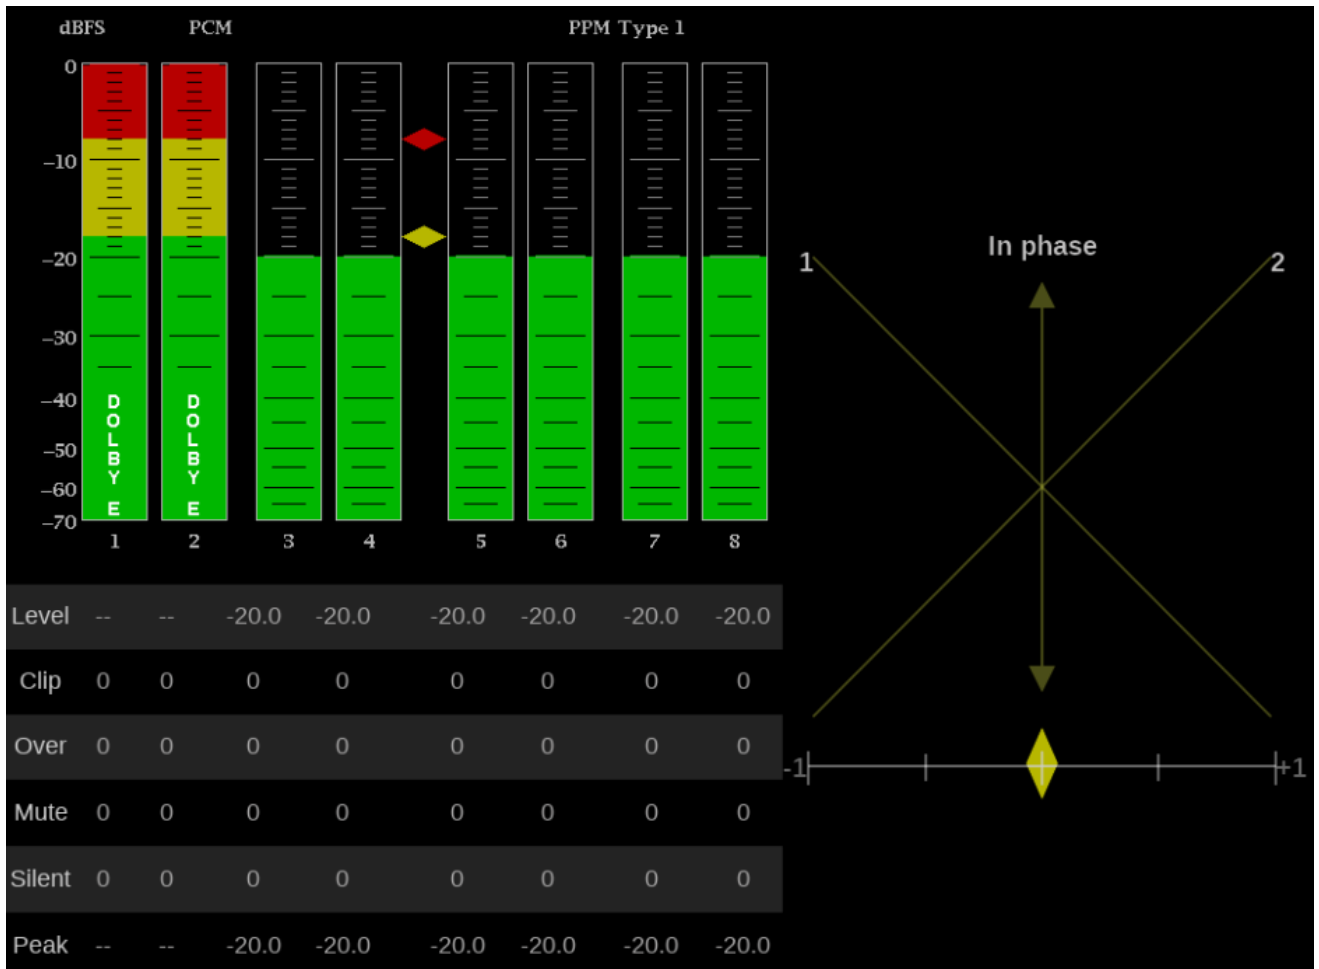 dBFS PCM PPM Type 1
0
−10
−20
−30
−40
−50
−60
−70
DOLBY E
DOLBY E
1 2 3 4 5 6 7 8
Level -- -- -20.0 -20.0 -20.0 -20.0 -20.0 -20.0
Clip 0 0 0 0 0 0 0 0
Over 0 0 0 0 0 0 0 0
Mute 0 0 0 0 0 0 0 0
Silent 0 0 0 0 0 0 0 0
Peak -- -- -20.0 -20.0 -20.0 -20.0 -20.0 -20.0
In phase
1 2
-1 +1